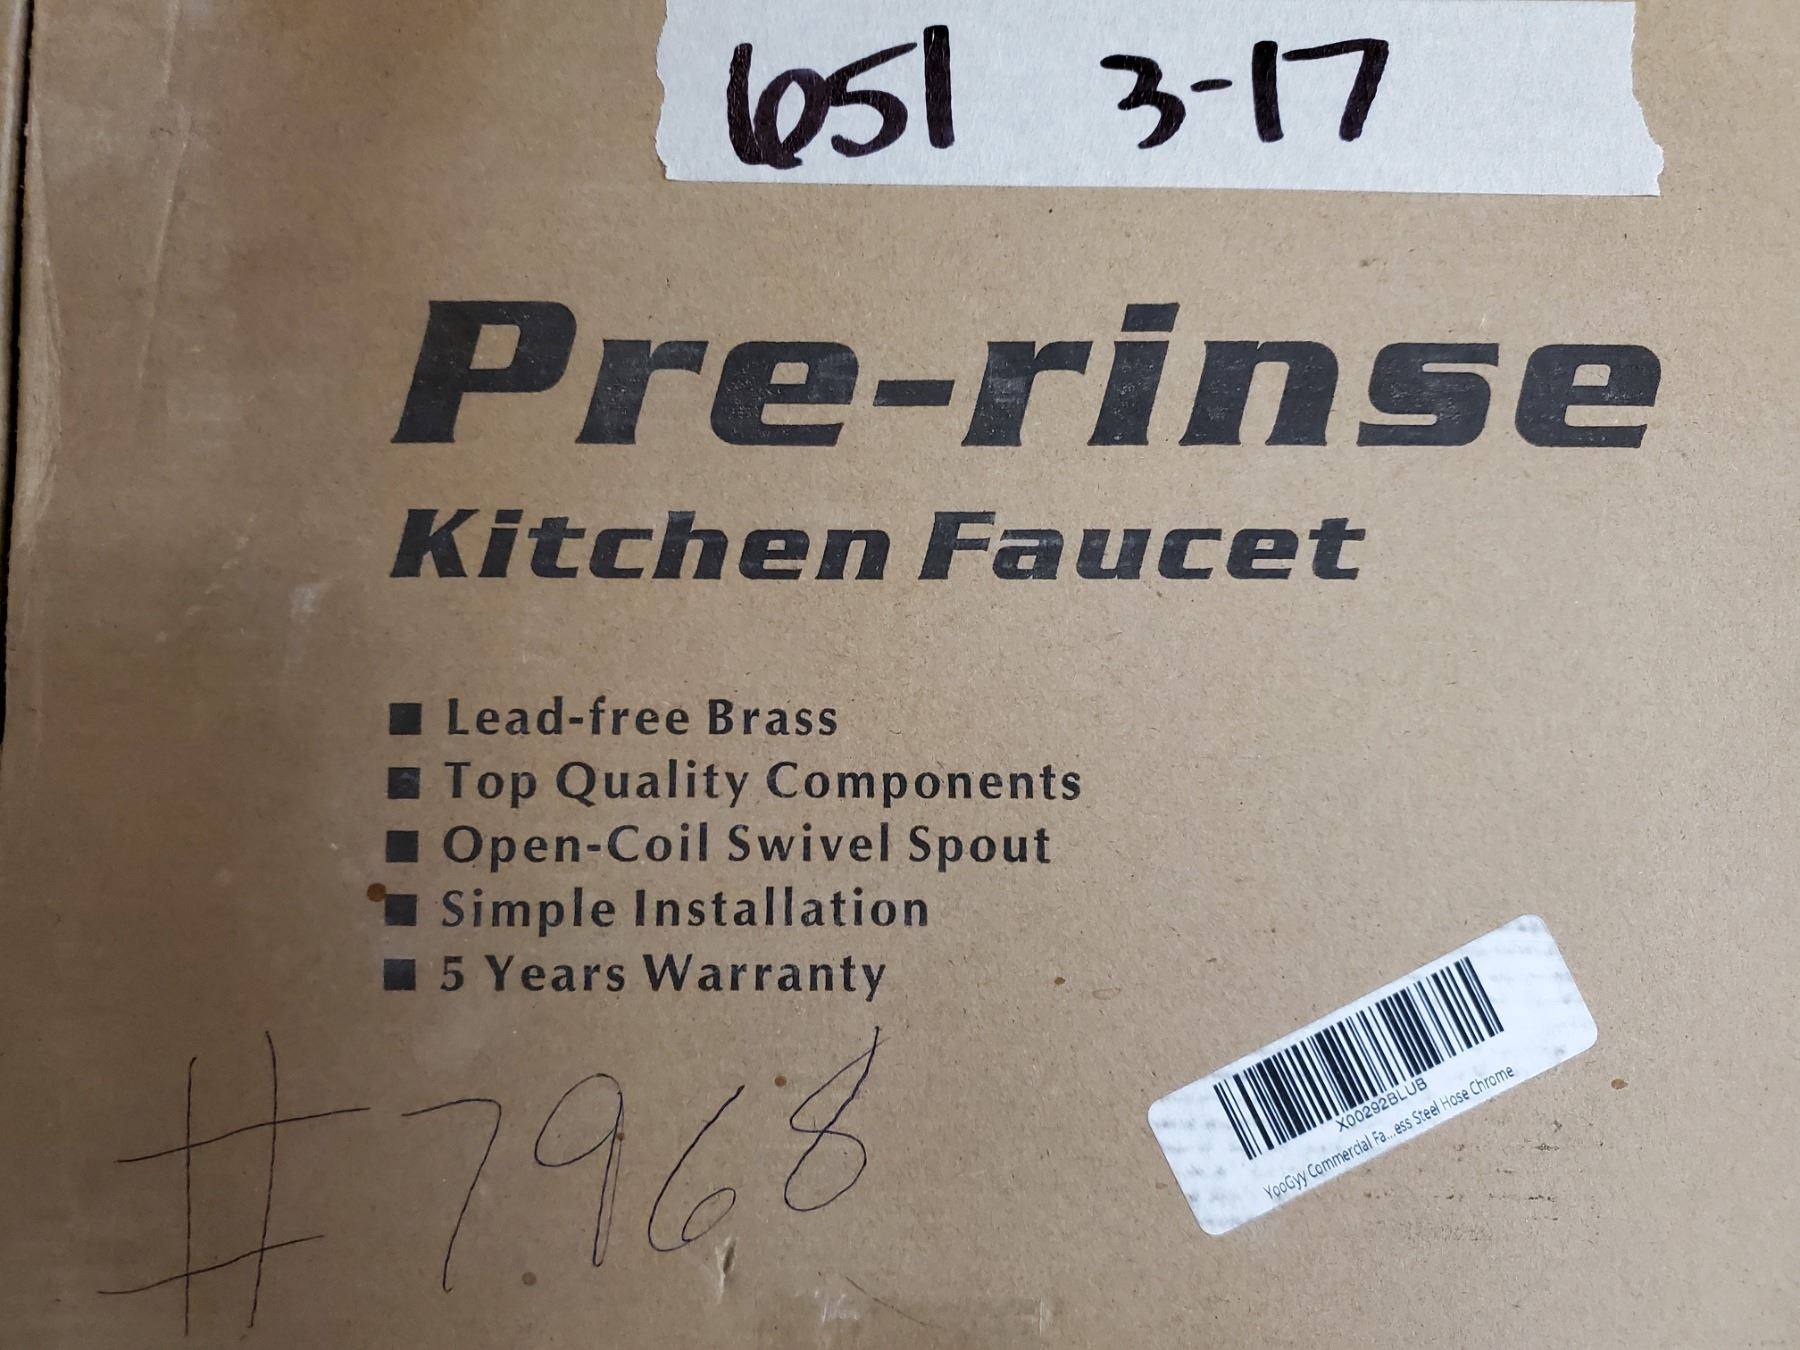 651 3-17
Pre-rinse
Kitchen Faucet
Lead-free Brass
Top Quality Components
Open-Coil Swivel Spout
Simple Installation
5 Years Warranty
#7968
X00292BLUB
YooGyy Commercial Fa...ess Steel Hose Chrome